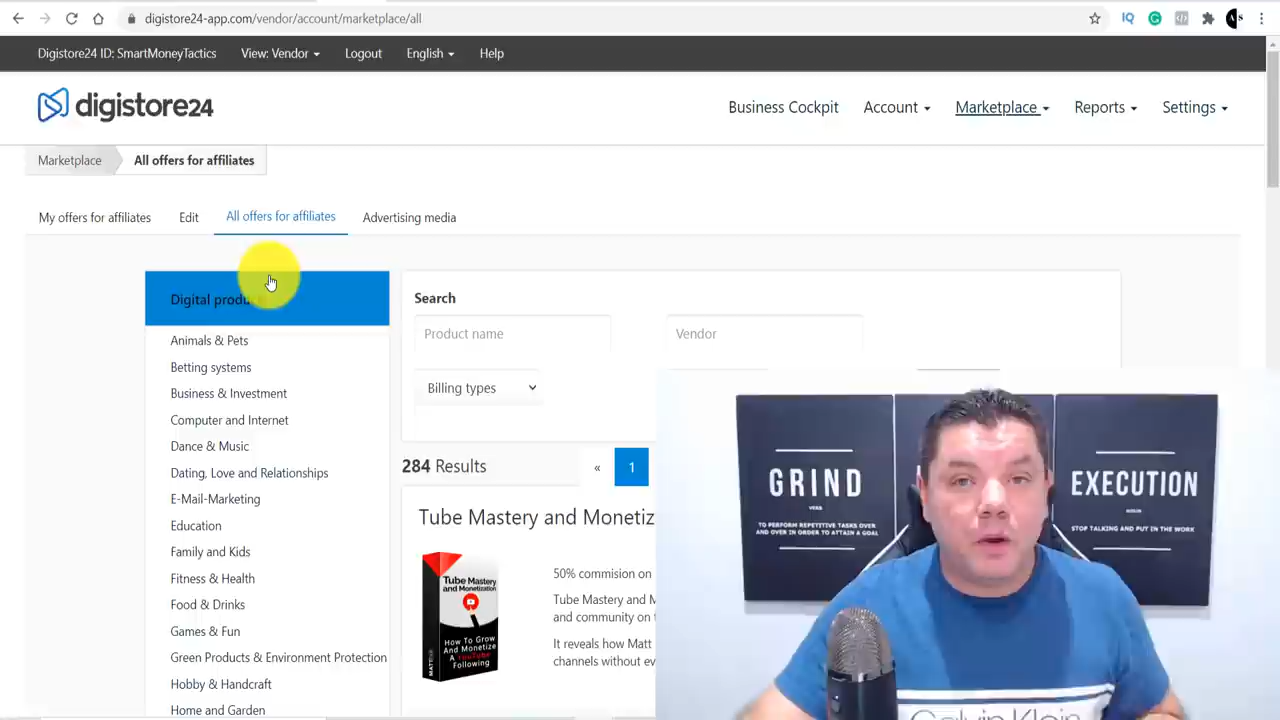 digistore24-app.com/vendor/account/marketplace/all
Digistore24 ID: SmartMoneyTactics
View: Vendor
Logout
English
Help
digistore24
Business Cockpit
Account
Marketplace
Reports
Settings
Marketplace
All offers for affiliates
My offers for affiliates
Edit
All offers for affiliates
Advertising media
Digital produ
Animals & Pets
Betting systems
Business & Investment
Computer and Internet
Dance & Music
Dating, Love and Relationships
E-Mail-Marketing
Education
Family and Kids
Fitness & Health
Food & Drinks
Games & Fun
Green Products & Environment Protection
Hobby & Handcraft
Home and Garden
Search
Product name
Vendor
Billing types
284 Results
«
1
Tube Mastery and Monetiz
50% commision on
Tube Mastery and M
and community on
It reveals how Matt
channels without ev
Tube Mastery
and Monetization
How To Grow
And Monetize
A YouTube
Following
GRIND
VERB
TO PERFORM REPETITIVE TASKS OVER
AND OVER IN ORDER TO ATTAIN A GOAL
EXECUTION
NOUN
STOP TALKING AND PUT IN THE WORK
Calvin Klein